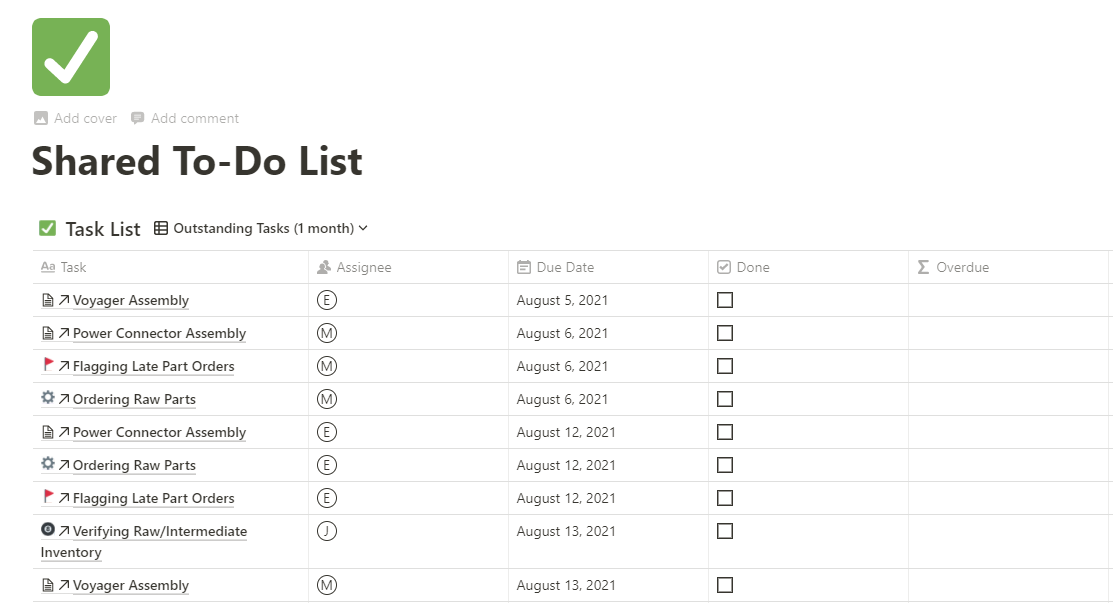 Add cover Add comment
Shared To-Do List
Task List Outstanding Tasks (1 month)
Aa Task Assignee Due Date Done Σ Overdue
Voyager Assembly E August 5, 2021
Power Connector Assembly M August 6, 2021
Flagging Late Part Orders M August 6, 2021
Ordering Raw Parts M August 6, 2021
Power Connector Assembly E August 12, 2021
Ordering Raw Parts E August 12, 2021
Flagging Late Part Orders E August 12, 2021
Verifying Raw/Intermediate J August 13, 2021
Inventory
Voyager Assembly M August 13, 2021